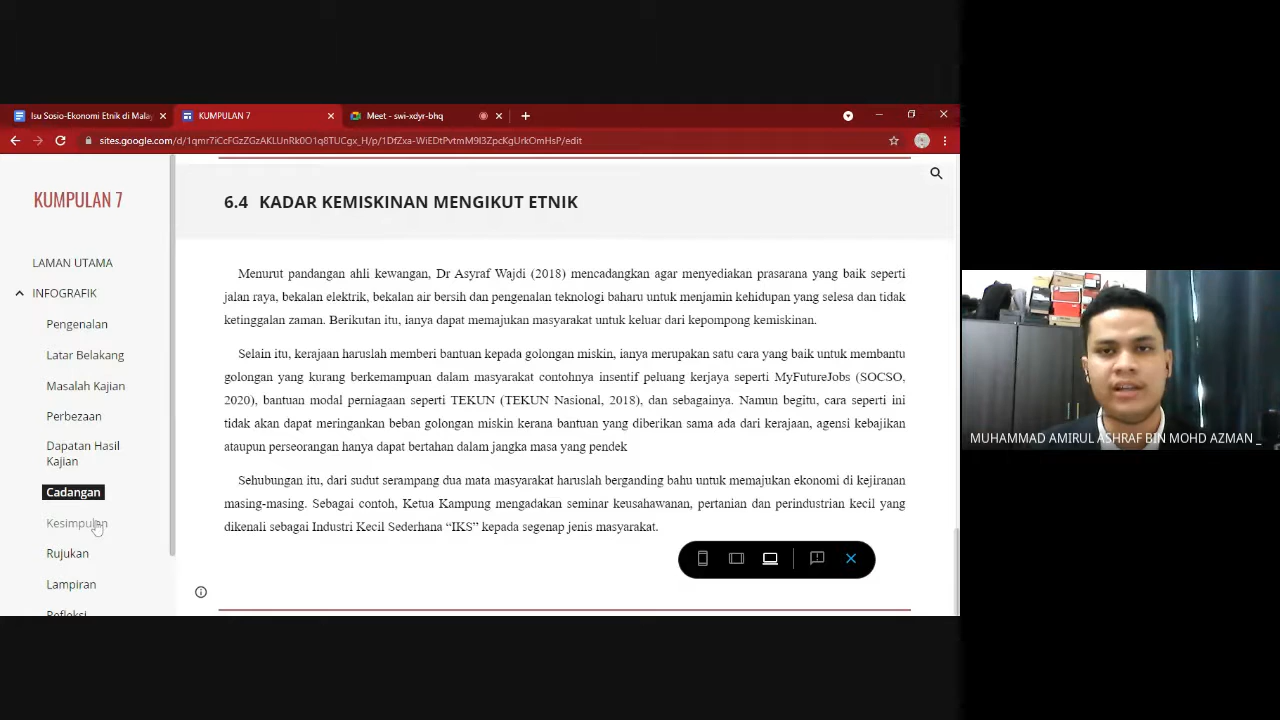 Isu Sosio-Ekonomi Etnik di Mala
KUMPULAN 7
Meet - swi-xdyr-bhq
sites.google.com/d/1qmr7iCcFGzZGzAKLUnRk0O1q8TUCgx_H/p/1DfZxa-WiEDtPvtmM9I3ZpcKgUrkOmHsP/edit
KUMPULAN 7
LAMAN UTAMA
INFOGRAFIK
Pengenalan
Latar Belakang
Masalah Kajian
Perbezaan
Dapatan Hasil
Kajian
Cadangan
Kesimpulan
Rujukan
Lampiran
Refleksi
6.4 KADAR KEMISKINAN MENGIKUT ETNIK
Menurut pandangan ahli kewangan, Dr Asyraf Wajdi (2018) mencadangkan agar menyediakan prasarana yang baik seperti
jalan raya, bekalan elektrik, bekalan air bersih dan pengenalan teknologi baharu untuk menjamin kehidupan yang selesa dan tidak
ketinggalan zaman. Berikutan itu, ianya dapat memajukan masyarakat untuk keluar dari kepompong kemiskinan.
Selain itu, kerajaan haruslah memberi bantuan kepada golongan miskin, ianya merupakan satu cara yang baik untuk membantu
golongan yang kurang berkemampuan dalam masyarakat contohnya insentif peluang kerjaya seperti MyFutureJobs (SOCSO,
2020), bantuan modal perniagaan seperti TEKUN (TEKUN Nasional, 2018), dan sebagainya. Namun begitu, cara seperti ini
tidak akan dapat meringankan beban golongan miskin kerana bantuan yang diberikan sama ada dari kerajaan, agensi kebajikan
ataupun perseorangan hanya dapat bertahan dalam jangka masa yang pendek
Sehubungan itu, dari sudut serampang dua mata masyarakat haruslah berganding bahu untuk memajukan ekonomi di kejiranan
masing-masing. Sebagai contoh, Ketua Kampung mengadakan seminar keusahawanan, pertanian dan perindustrian kecil yang
dikenali sebagai Industri Kecil Sederhana “IKS” kepada segenap jenis masyarakat.
MUHAMMAD AMIRUL ASHRAF BIN MOHD AZMAN _